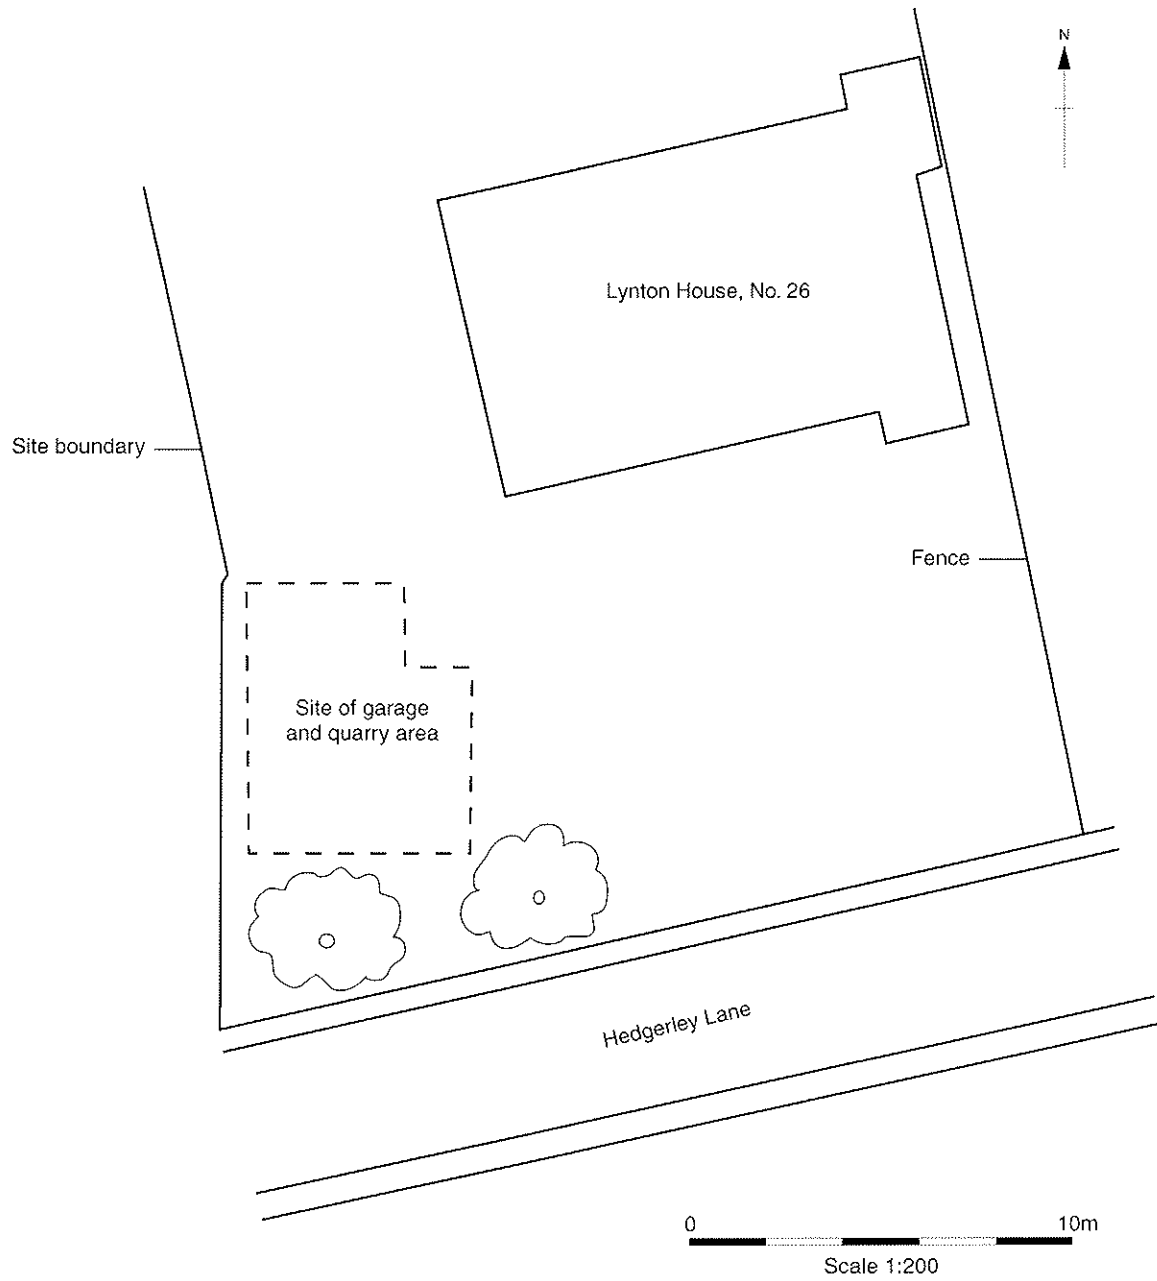 N
Lynton House, No. 26
Site boundary
Fence
Site of garage
and quarry area
Hedgerley Lane
0 10m
Scale 1:200